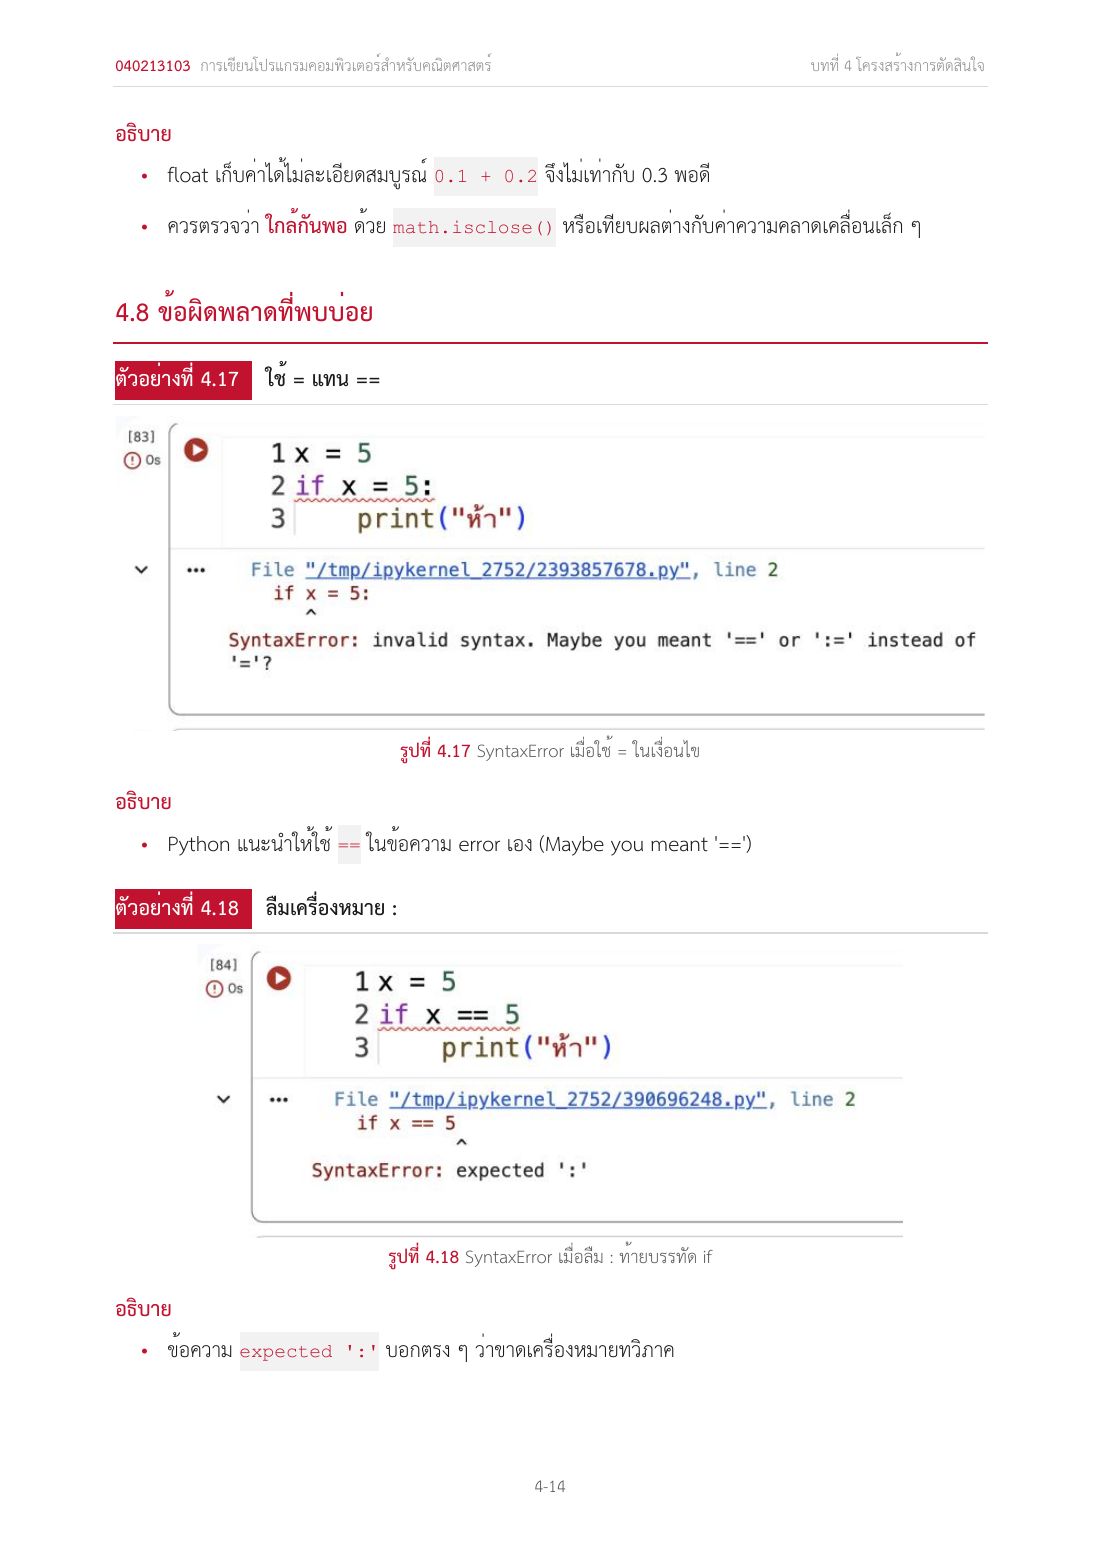 040213103 การเขียนโปรแกรมคอมพิวเตอร์สำหรับคณิตศาสตร์ บทที่ 4 โครงสร้างการตัดสินใจ
อธิบาย
• float เก็บค่าได้ไม่ละเอียดสมบูรณ์ 0.1 + 0.2 จึงไม่เท่ากับ 0.3 พอดี
• ควรตรวจว่า ใกล้กันพอ ด้วย math.isclose() หรือเทียบผลต่างกับค่าความคลาดเคลื่อนเล็ก ๆ
4.8 ข้อผิดพลาดที่พบบ่อย
ตัวอย่างที่ 4.17 ใช้ = แทน ==
[83]
0s
1 x = 5
2 if x = 5:
3 print("ห้า")
File "/tmp/ipykernel_2752/2393857678.py", line 2
if x = 5:
^
SyntaxError: invalid syntax. Maybe you meant '==' or ':=' instead of
'='?
รูปที่ 4.17 SyntaxError เมื่อใช้ = ในเงื่อนไข
อธิบาย
• Python แนะนำให้ใช้ == ในข้อความ error เอง (Maybe you meant '==')
ตัวอย่างที่ 4.18 ลืมเครื่องหมาย :
[84]
0s
1 x = 5
2 if x == 5
3 print("ห้า")
File "/tmp/ipykernel_2752/390696248.py", line 2
if x == 5
^
SyntaxError: expected ':'
รูปที่ 4.18 SyntaxError เมื่อลืม : ท้ายบรรทัด if
อธิบาย
• ข้อความ expected ':' บอกตรง ๆ ว่าขาดเครื่องหมายทวิภาค
4-14